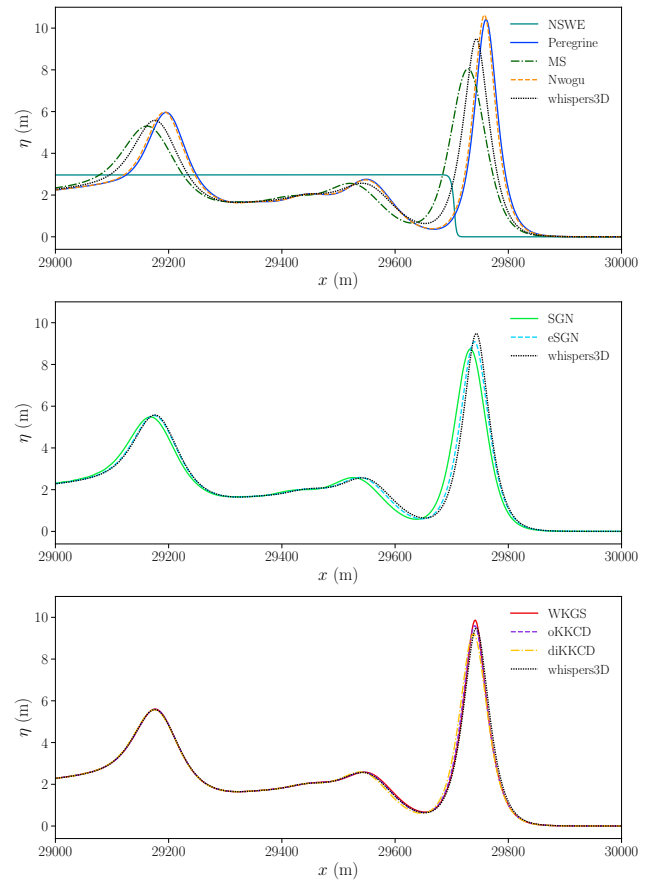 10
8
6
4
2
0
η (m)
NSWE
Peregrine
MS
Nwogu
whispers3D
29000 29200 29400 29600 29800 30000
x (m)
10
8
6
4
2
0
η (m)
SGN
eSGN
whispers3D
29000 29200 29400 29600 29800 30000
x (m)
10
8
6
4
2
0
η (m)
WKGS
oKKCD
diKKCD
whispers3D
29000 29200 29400 29600 29800 30000
x (m)